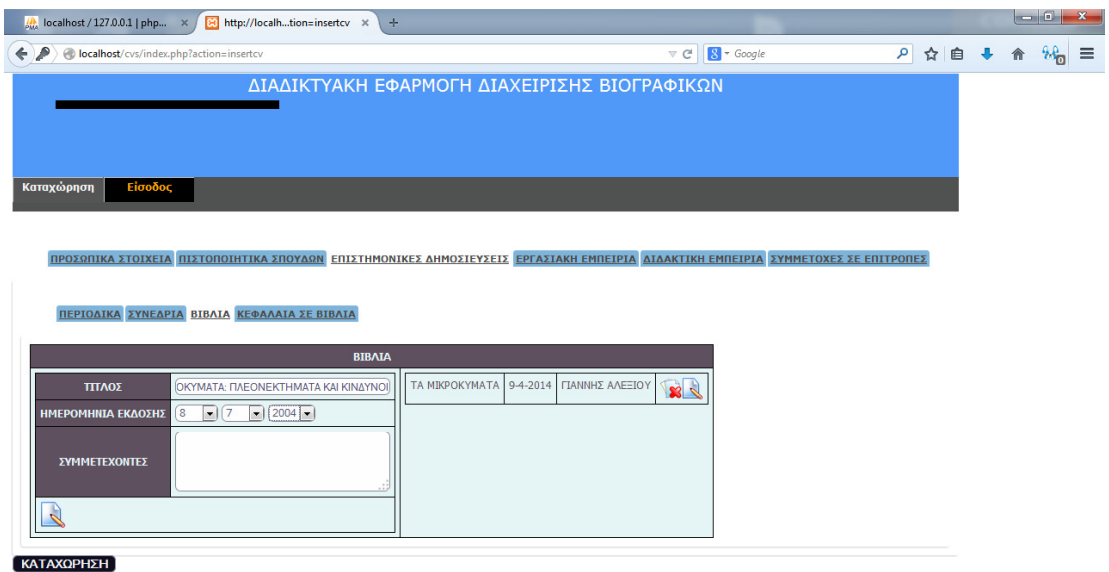 localhost / 127.0.0.1 | php...
http://localh...tion=insertcv
localhost/cvs/index.php?action=insertcv
Google
ΔΙΑΔΙΚΤΥΑΚΗ ΕΦΑΡΜΟΓΗ ΔΙΑΧΕΙΡΙΣΗΣ ΒΙΟΓΡΑΦΙΚΩΝ
Καταχώρηση Είσοδος
ΠΡΟΣΩΠΙΚΑ ΣΤΟΙΧΕΙΑ ΠΙΣΤΟΠΟΙΗΤΙΚΑ ΣΠΟΥΔΩΝ ΕΠΙΣΤΗΜΟΝΙΚΕΣ ΔΗΜΟΣΙΕΥΣΕΙΣ ΕΡΓΑΣΙΑΚΗ ΕΜΠΕΙΡΙΑ ΔΙΔΑΚΤΙΚΗ ΕΜΠΕΙΡΙΑ ΣΥΜΜΕΤΟΧΕΣ ΣΕ ΕΠΙΤΡΟΠΕΣ
ΠΕΡΙΟΔΙΚΑ ΣΥΝΕΔΡΙΑ ΒΙΒΛΙΑ ΚΕΦΑΛΑΙΑ ΣΕ ΒΙΒΛΙΑ
ΒΙΒΛΙΑ
ΤΙΤΛΟΣ ΟΚΥΜΑΤΑ: ΠΛΕΟΝΕΚΤΗΜΑΤΑ ΚΑΙ ΚΙΝΔΥΝΟΙ ΤΑ ΜΙΚΡΟΚΥΜΑΤΑ 9-4-2014 ΓΙΑΝΝΗΣ ΑΛΕΞΙΟΥ
ΗΜΕΡΟΜΗΝΙΑ ΕΚΔΟΣΗΣ 8 7 2004
ΣΥΜΜΕΤΕΧΟΝΤΕΣ
ΚΑΤΑΧΩΡΗΣΗ